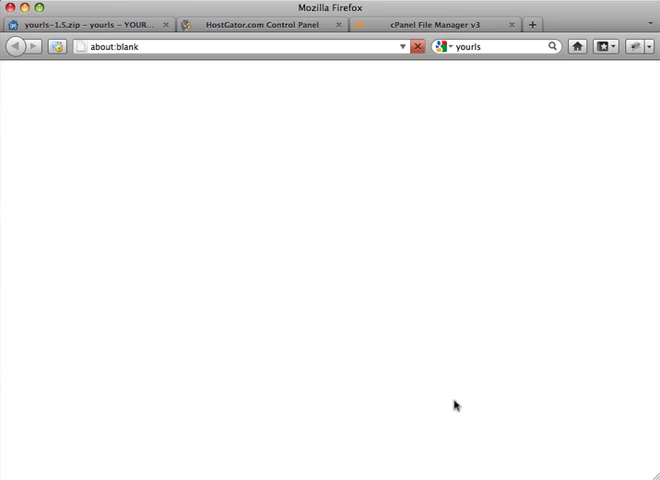 Mozilla Firefox
yourls-1.5.zip - yourls - YOUR...
HostGator.com Control Panel
cPanel File Manager v3
about:blank
yourls